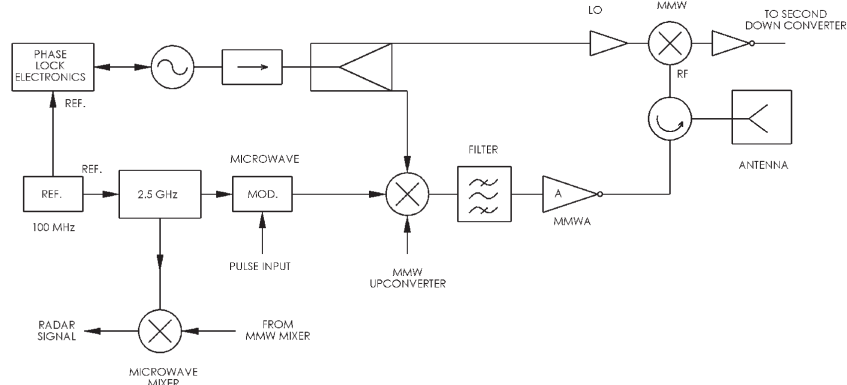 LO
MMW
TO SECOND
DOWN CONVERTER
PHASE
LOCK
ELECTRONICS
REF.
RF
ANTENNA
REF.
MICROWAVE
FILTER
REF.
2.5 GHz
MOD.
A
MMWA
100 MHz
PULSE INPUT
MMW
UPCONVERTER
RADAR
SIGNAL
FROM
MMW MIXER
MICROWAVE
MIXER